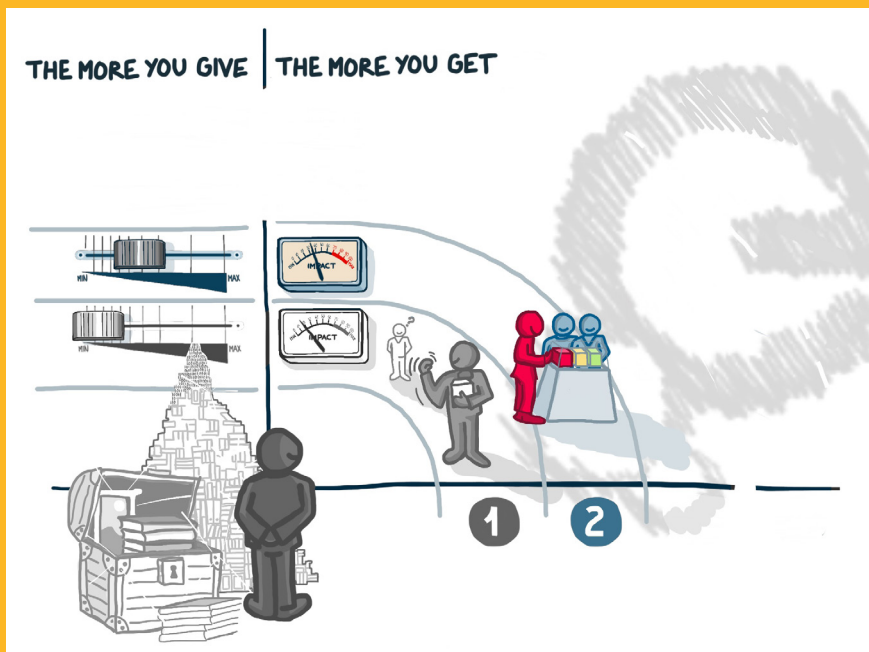 THE MORE YOU GIVE
THE MORE YOU GET
MIN
MAX
IMPACT
MIN
MAX
IMPACT
1
2